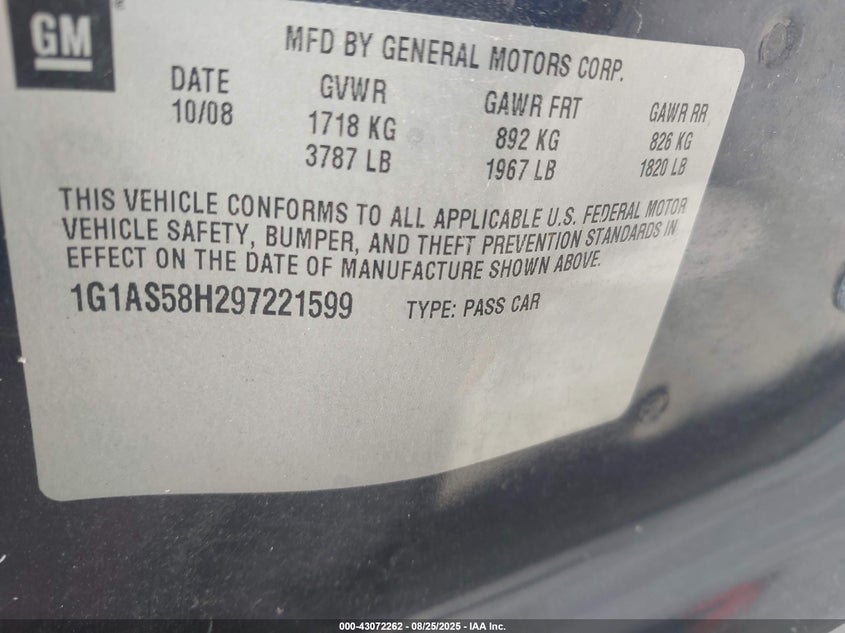 GM
MFD BY GENERAL MOTORS CORP.
DATE GVWR GAWR FRT GAWR RR
10/08 1718 KG 892 KG 826 KG
3787 LB 1967 LB 1820 LB
THIS VEHICLE CONFORMS TO ALL APPLICABLE U.S. FEDERAL MOTOR
VEHICLE SAFETY, BUMPER, AND THEFT PREVENTION STANDARDS IN
EFFECT ON THE DATE OF MANUFACTURE SHOWN ABOVE.
1G1AS58H297221599 TYPE: PASS CAR
000-43072262 - 08/25/2025 - IAA Inc.